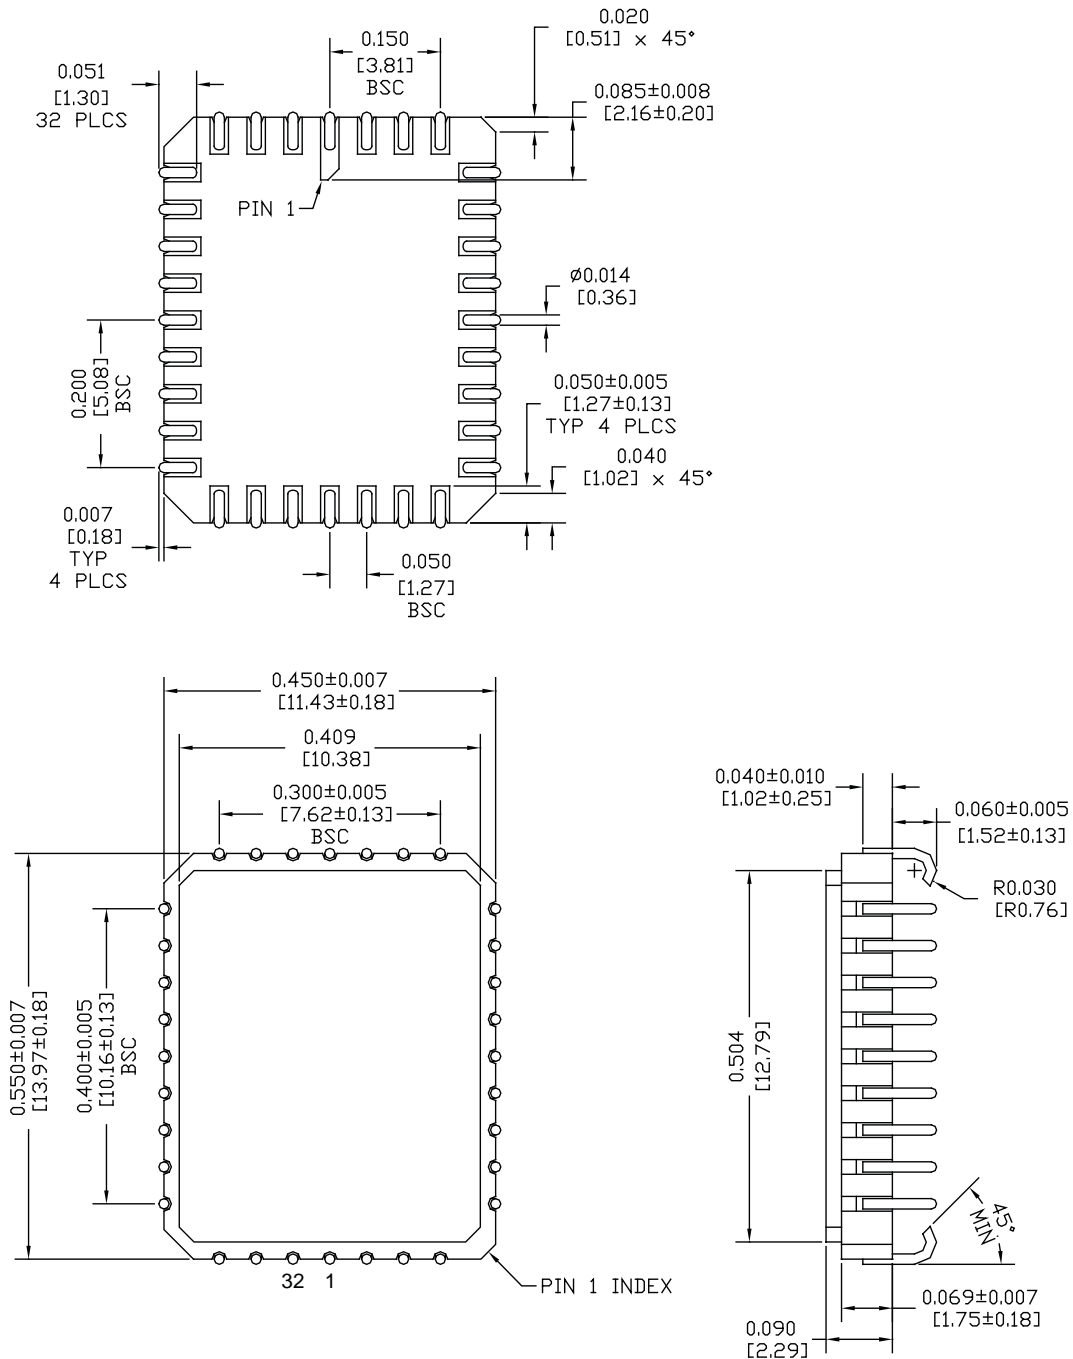 0.020
[0.51] × 45°
0.150
[3.81]
BSC
0.051
[1.30]
32 PLCS
0.085±0.008
[2.16±0.20]
PIN 1
Ø0.014
[0.36]
0.200
[5.08]
BSC
0.050±0.005
[1.27±0.13]
TYP 4 PLCS
0.040
[1.02] × 45°
0.007
[0.18]
TYP
4 PLCS
0.050
[1.27]
BSC
0.450±0.007
[11.43±0.18]
0.409
[10.38]
0.300±0.005
[7.62±0.13]
BSC
0.550±0.007
[13.97±0.18]
0.400±0.005
[10.16±0.13]
BSC
32 1
PIN 1 INDEX
0.040±0.010
[1.02±0.25]
0.060±0.005
[1.52±0.13]
R0.030
[R0.76]
0.504
[12.79]
45°
MIN
0.069±0.007
[1.75±0.18]
0.090
[2.29]